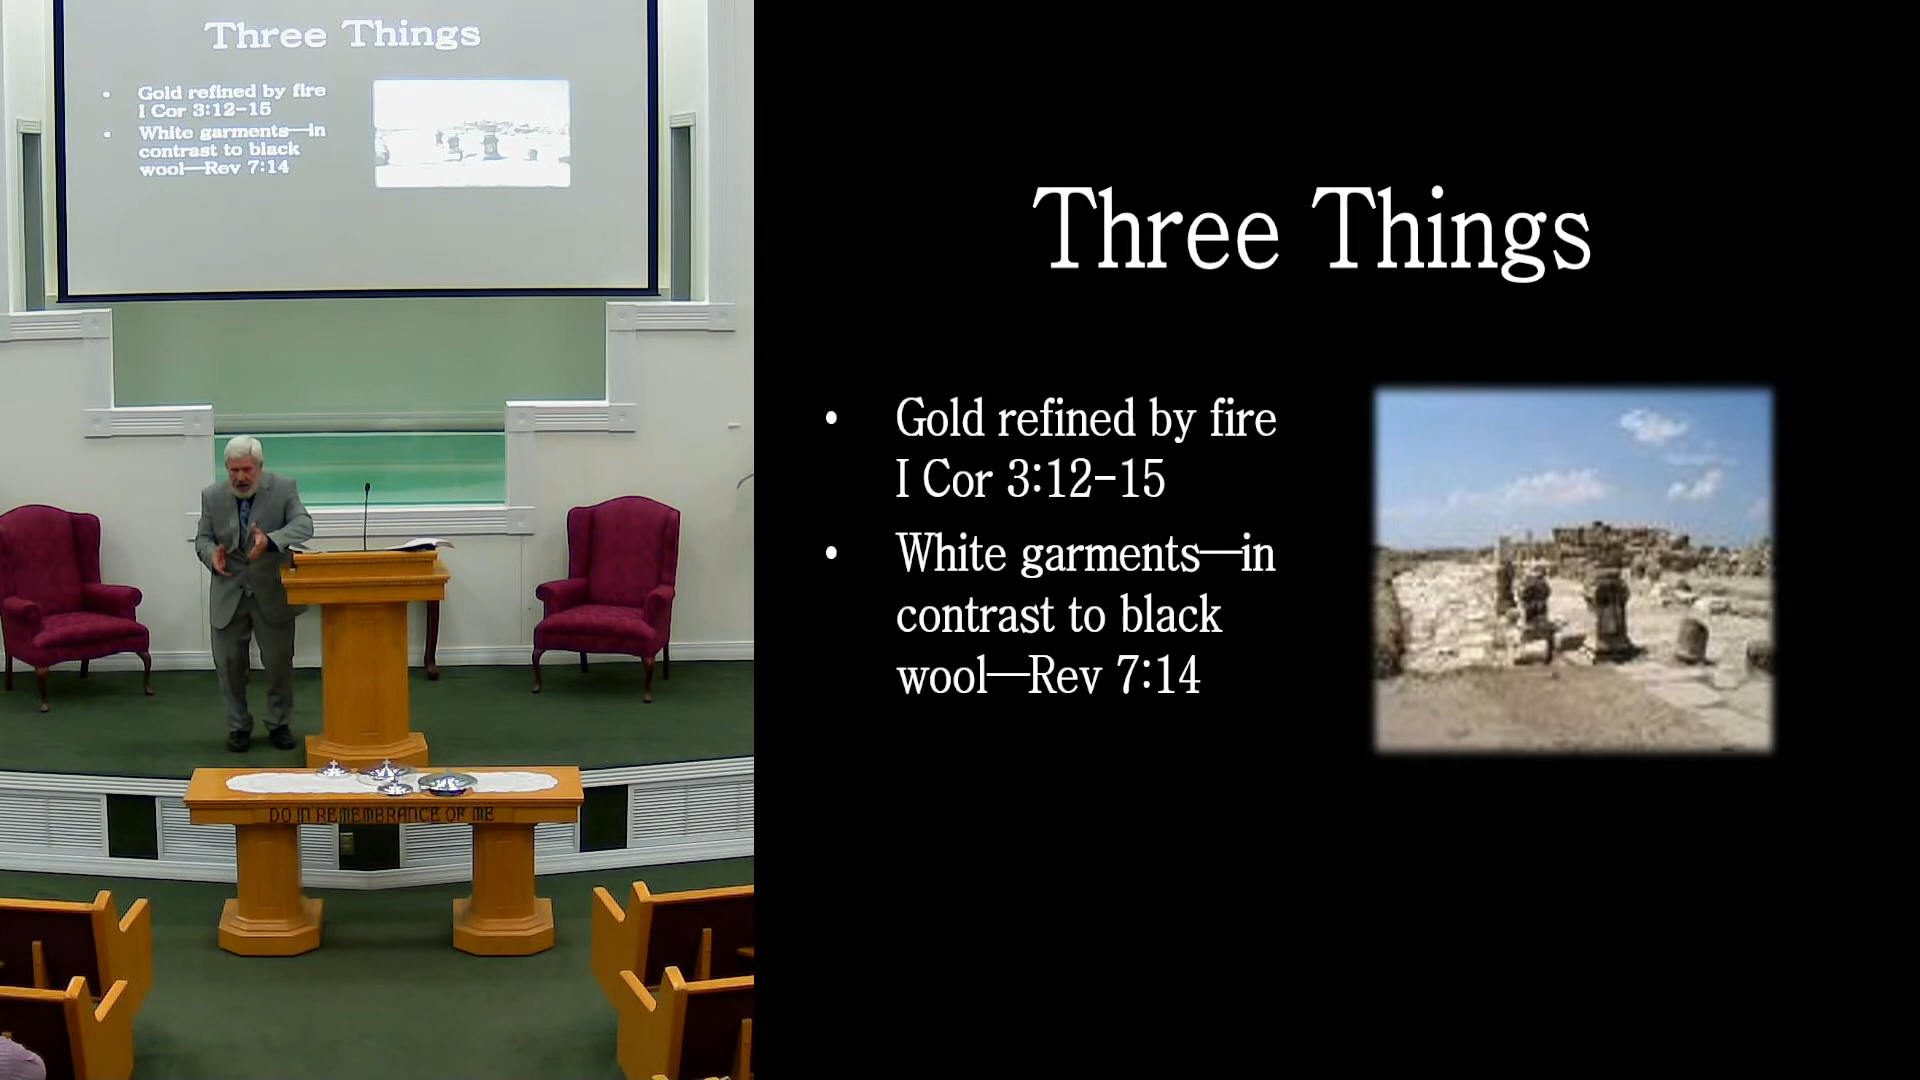 Three Things
• Gold refined by fire
I Cor 3:12-15
• White garments—in
contrast to black
wool—Rev 7:14
DO IN REMEMBRANCE OF ME
Three Things
• Gold refined by fire
I Cor 3:12-15
• White garments—in
contrast to black
wool—Rev 7:14